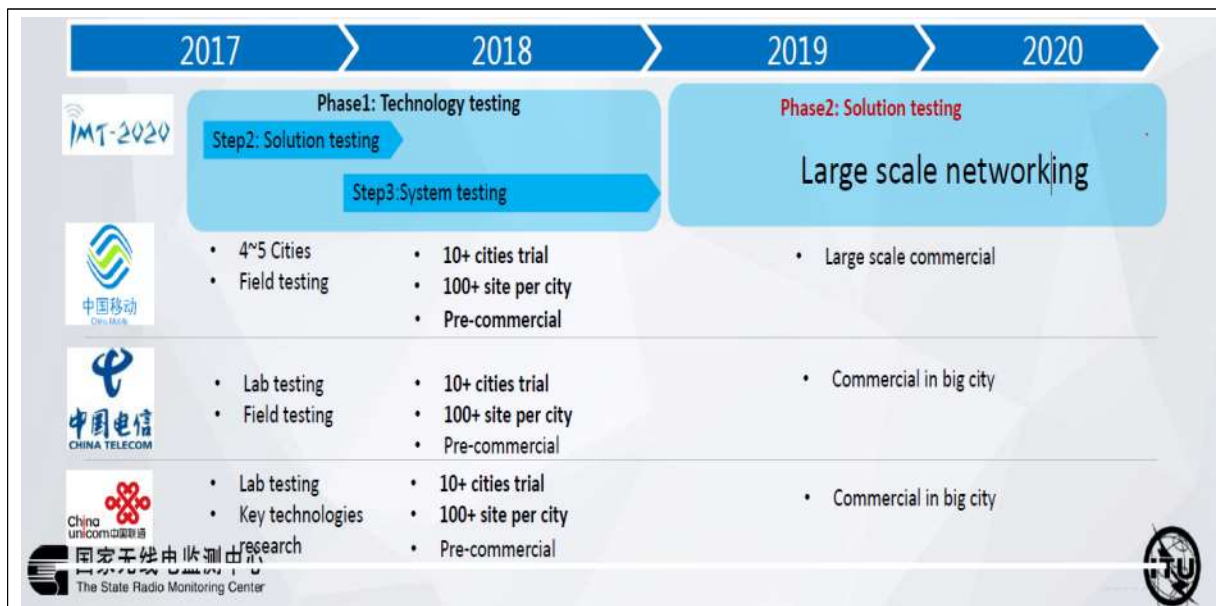 2017 2018 2019 2020
IMT-2020
Phase1: Technology testing
Step2: Solution testing
Step3:System testing
Phase2: Solution testing
Large scale networking
中国移动
China Mobile
• 4~5 Cities
• Field testing
• 10+ cities trial
• 100+ site per city
• Pre-commercial
• Large scale commercial
中国电信
CHINA TELECOM
• Lab testing
• Field testing
• 10+ cities trial
• 100+ site per city
• Pre-commercial
• Commercial in big city
China
unicom中国联通
• Lab testing
• Key technologies
research
• 10+ cities trial
• 100+ site per city
• Pre-commercial
• Commercial in big city
国家无线电监测中心
The State Radio Monitoring Center
ITU